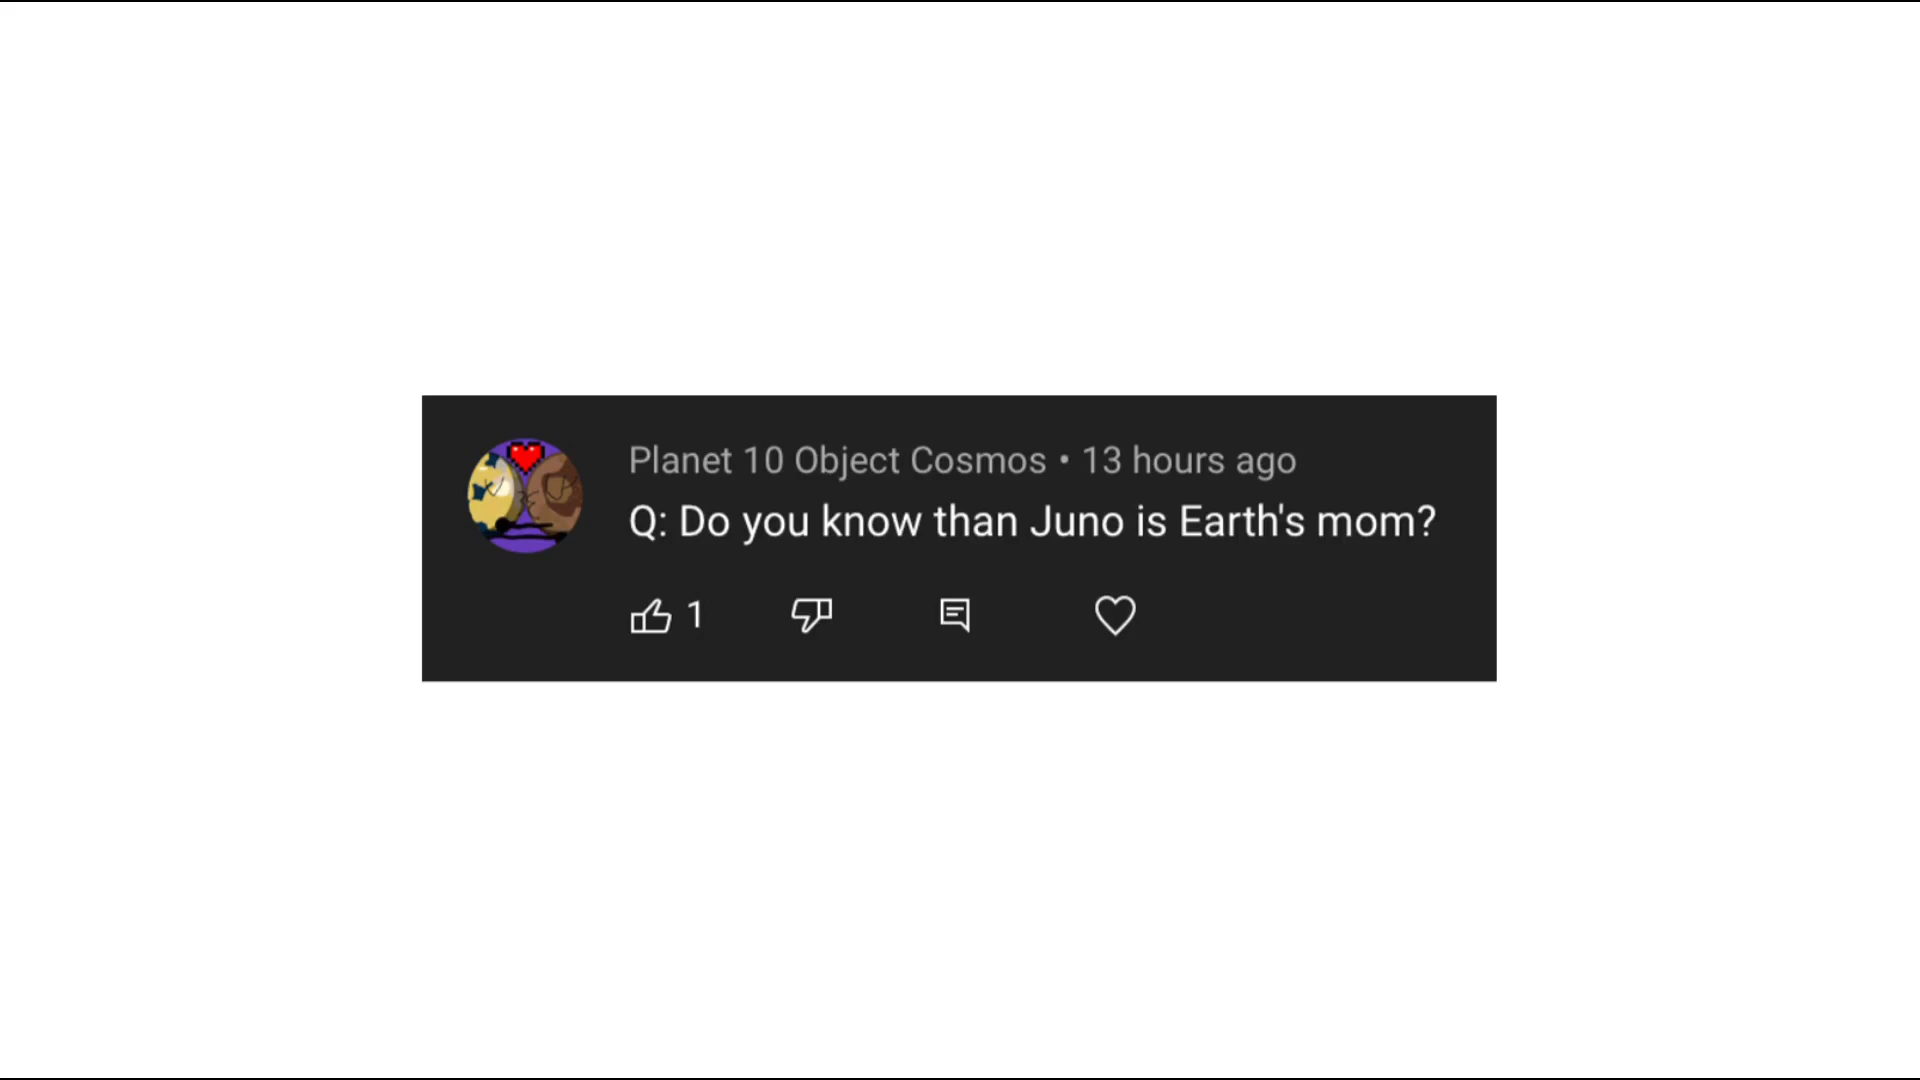 Planet 10 Object Cosmos • 13 hours ago
Q: Do you know than Juno is Earth's mom?
1